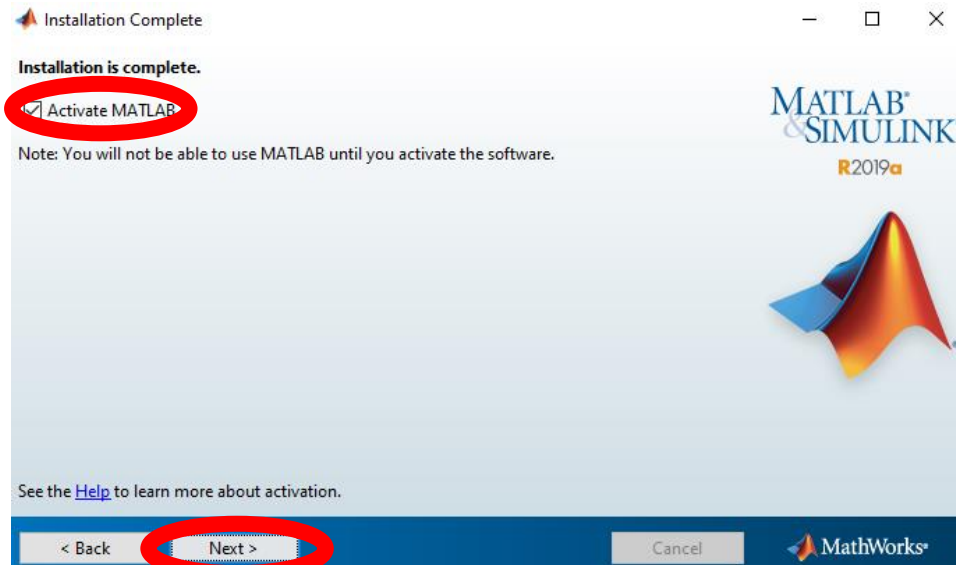 Installation Complete
Installation is complete.
Activate MATLAB
Note: You will not be able to use MATLAB until you activate the software.
MATLAB®
&SIMULINK
R2019a
See the Help to learn more about activation.
< Back
Next >
Cancel
MathWorks®